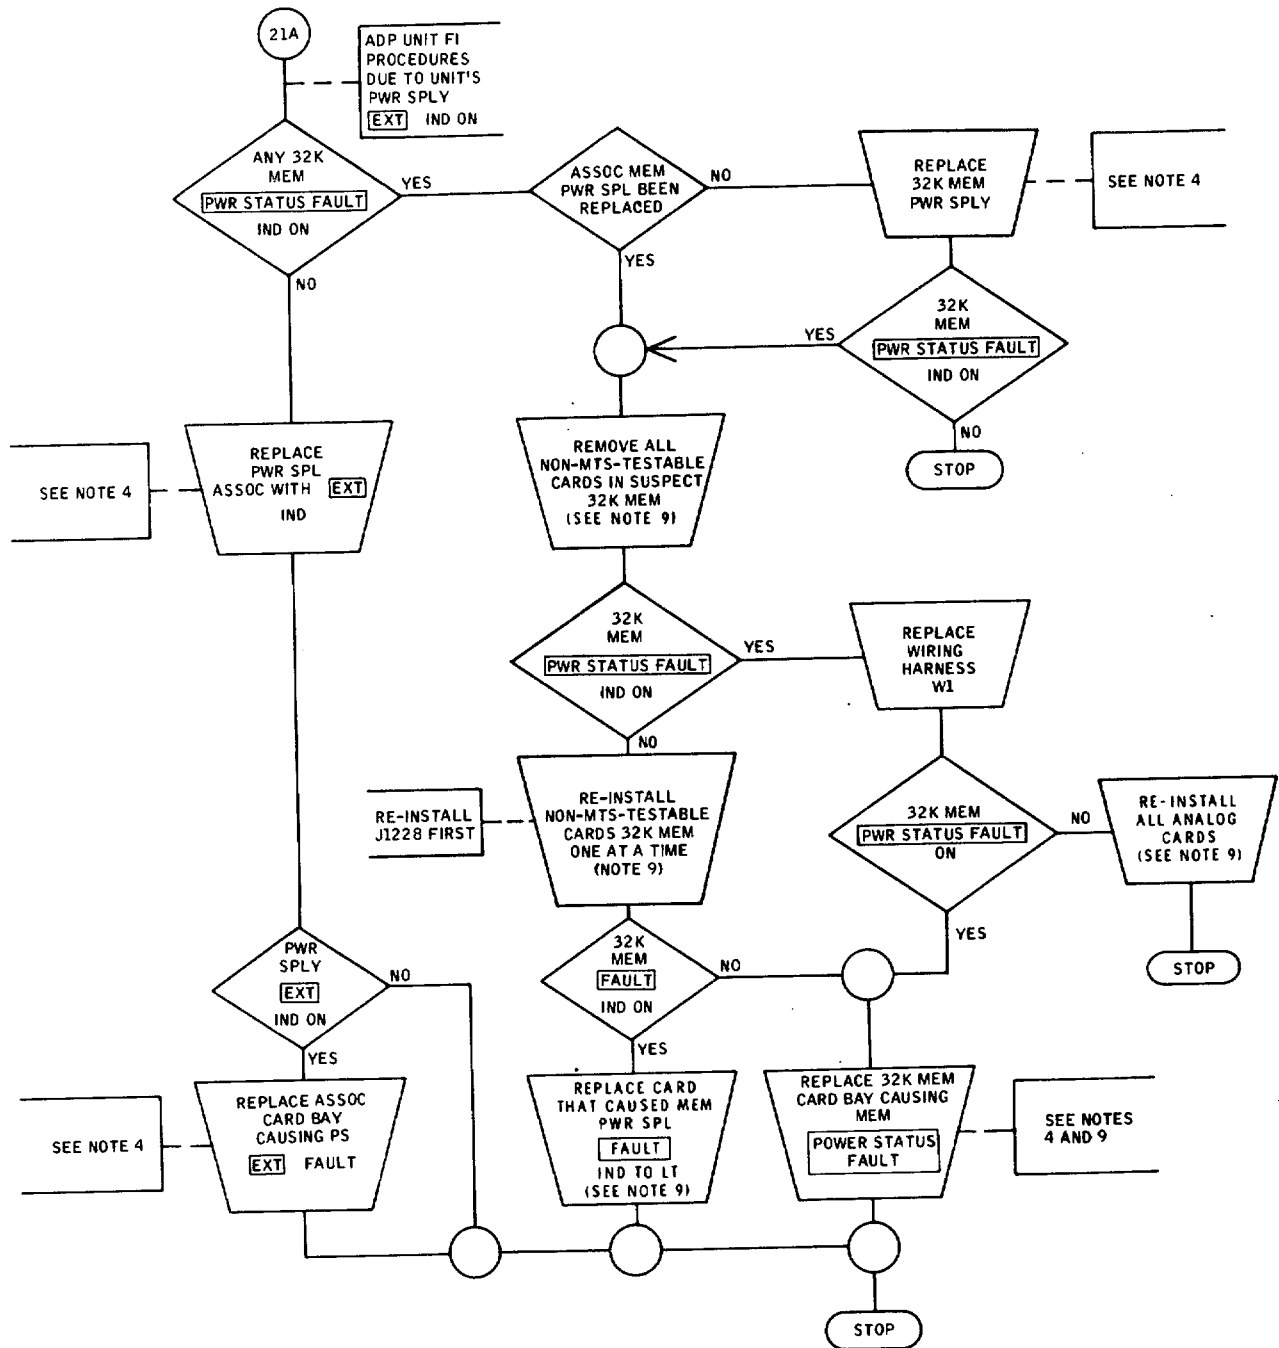 21A
ADP UNIT FI
PROCEDURES
DUE TO UNIT'S
PWR SPLY
EXT IND ON
ANY 32K
MEM
PWR STATUS FAULT
IND ON
YES
NO
ASSOC MEM
PWR SPL BEEN
REPLACED
NO
YES
REPLACE
32K MEM
PWR SPLY
SEE NOTE 4
32K
MEM
PWR STATUS FAULT
IND ON
YES
NO
STOP
SEE NOTE 4
REPLACE
PWR SPL
ASSOC WITH EXT
IND
REMOVE ALL
NON-MTS-TESTABLE
CARDS IN SUSPECT
32K MEM
(SEE NOTE 9)
32K
MEM
PWR STATUS FAULT
IND ON
YES
NO
REPLACE
WIRING
HARNESS
W1
RE-INSTALL
J1228 FIRST
RE-INSTALL
NON-MTS-TESTABLE
CARDS 32K MEM
ONE AT A TIME
(NOTE 9)
32K MEM
PWR STATUS FAULT
ON
NO
YES
RE-INSTALL
ALL ANALOG
CARDS
(SEE NOTE 9)
STOP
PWR
SPLY
EXT
IND ON
NO
YES
32K
MEM
FAULT
IND ON
NO
YES
SEE NOTE 4
REPLACE ASSOC
CARD BAY
CAUSING PS
EXT FAULT
REPLACE CARD
THAT CAUSED MEM
PWR SPL
FAULT
IND TO LT
(SEE NOTE 9)
REPLACE 32K MEM
CARD BAY CAUSING
MEM
POWER STATUS
FAULT
SEE NOTES
4 AND 9
STOP